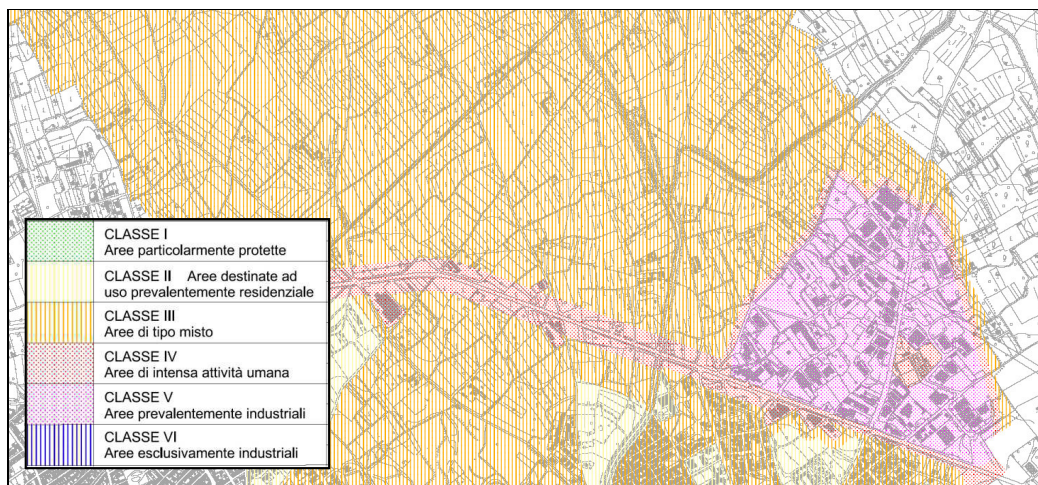 CLASSE I
Aree particolarmente protette
CLASSE II Aree destinate ad
uso prevalentemente residenziale
CLASSE III
Aree di tipo misto
CLASSE IV
Aree di intensa attività umana
CLASSE V
Aree prevalentemente industriali
CLASSE VI
Aree esclusivamente industriali